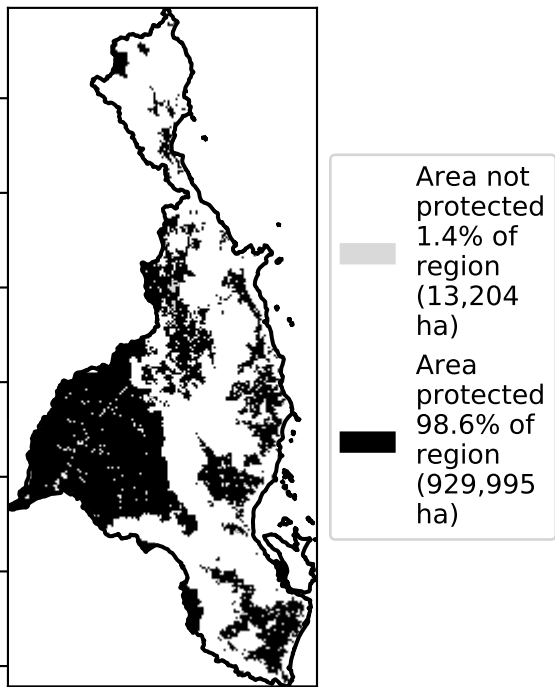 Area not
protected
1.4% of
region
(13,204
ha)
Area
protected
98.6% of
region
(929,995
ha)